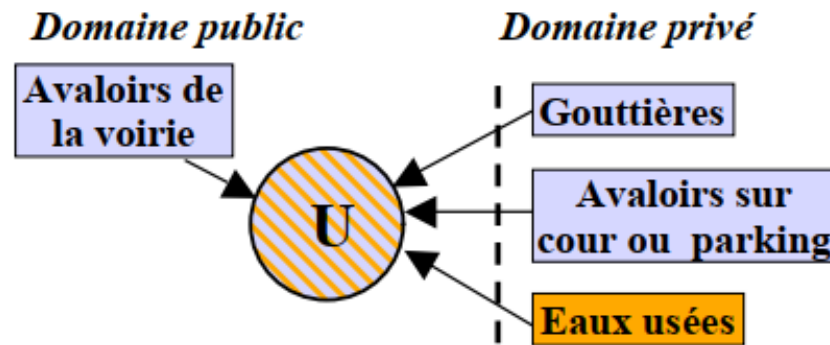 Domaine public
Domaine privé
Avaloirs de
la voirie
Gouttières
U
Avaloirs sur
cour ou parking
Eaux usées